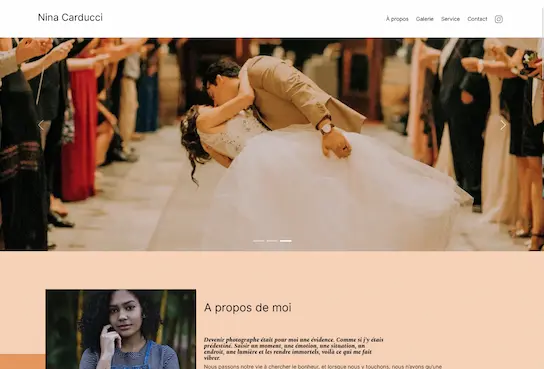 Nina Carducci
À propos Galerie Service Contact
A propos de moi
Devenir photographe était pour moi une évidence. Comme si j'y étais
prédestiné. Saisir un moment, une émotion, une situation, un
endroit, une lumière et les rendre immortels, voilà ce qui me fait
vibrer.
Nous passons notre vie à chercher le bonheur, et lorsque nous y touchons, nous n'avons qu'une